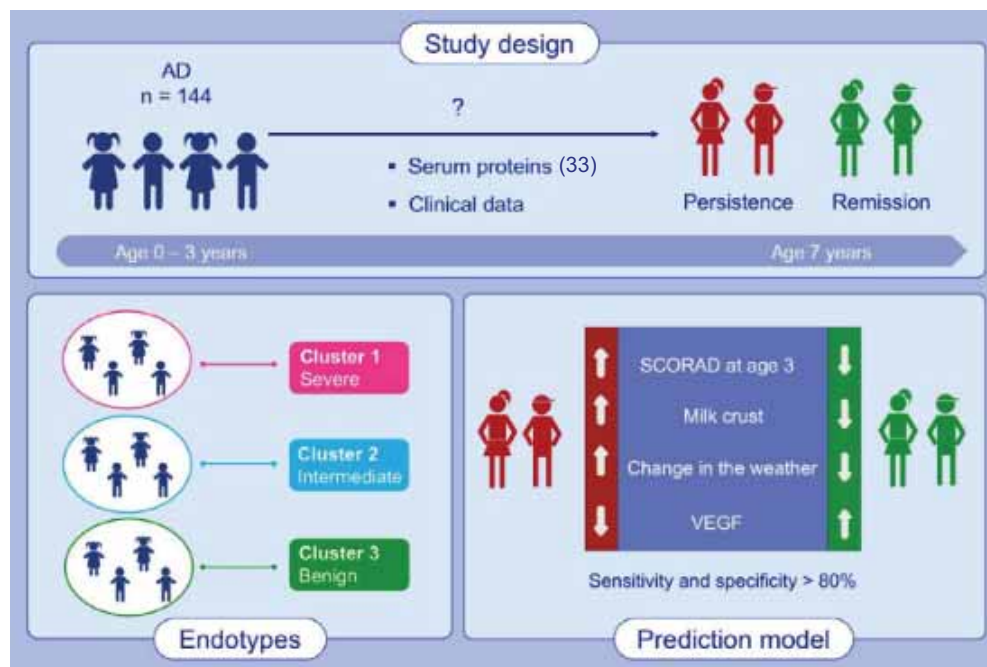 Study design
AD
n = 144
?
▪ Serum proteins (33)
▪ Clinical data
Persistence
Remission
Age 0 – 3 years
Age 7 years
Cluster 1
Severe
Cluster 2
Intermediate
Cluster 3
Benign
Endotypes
SCORAD at age 3
Milk crust
Change in the weather
VEGF
Sensitivity and specificity > 80%
Prediction model